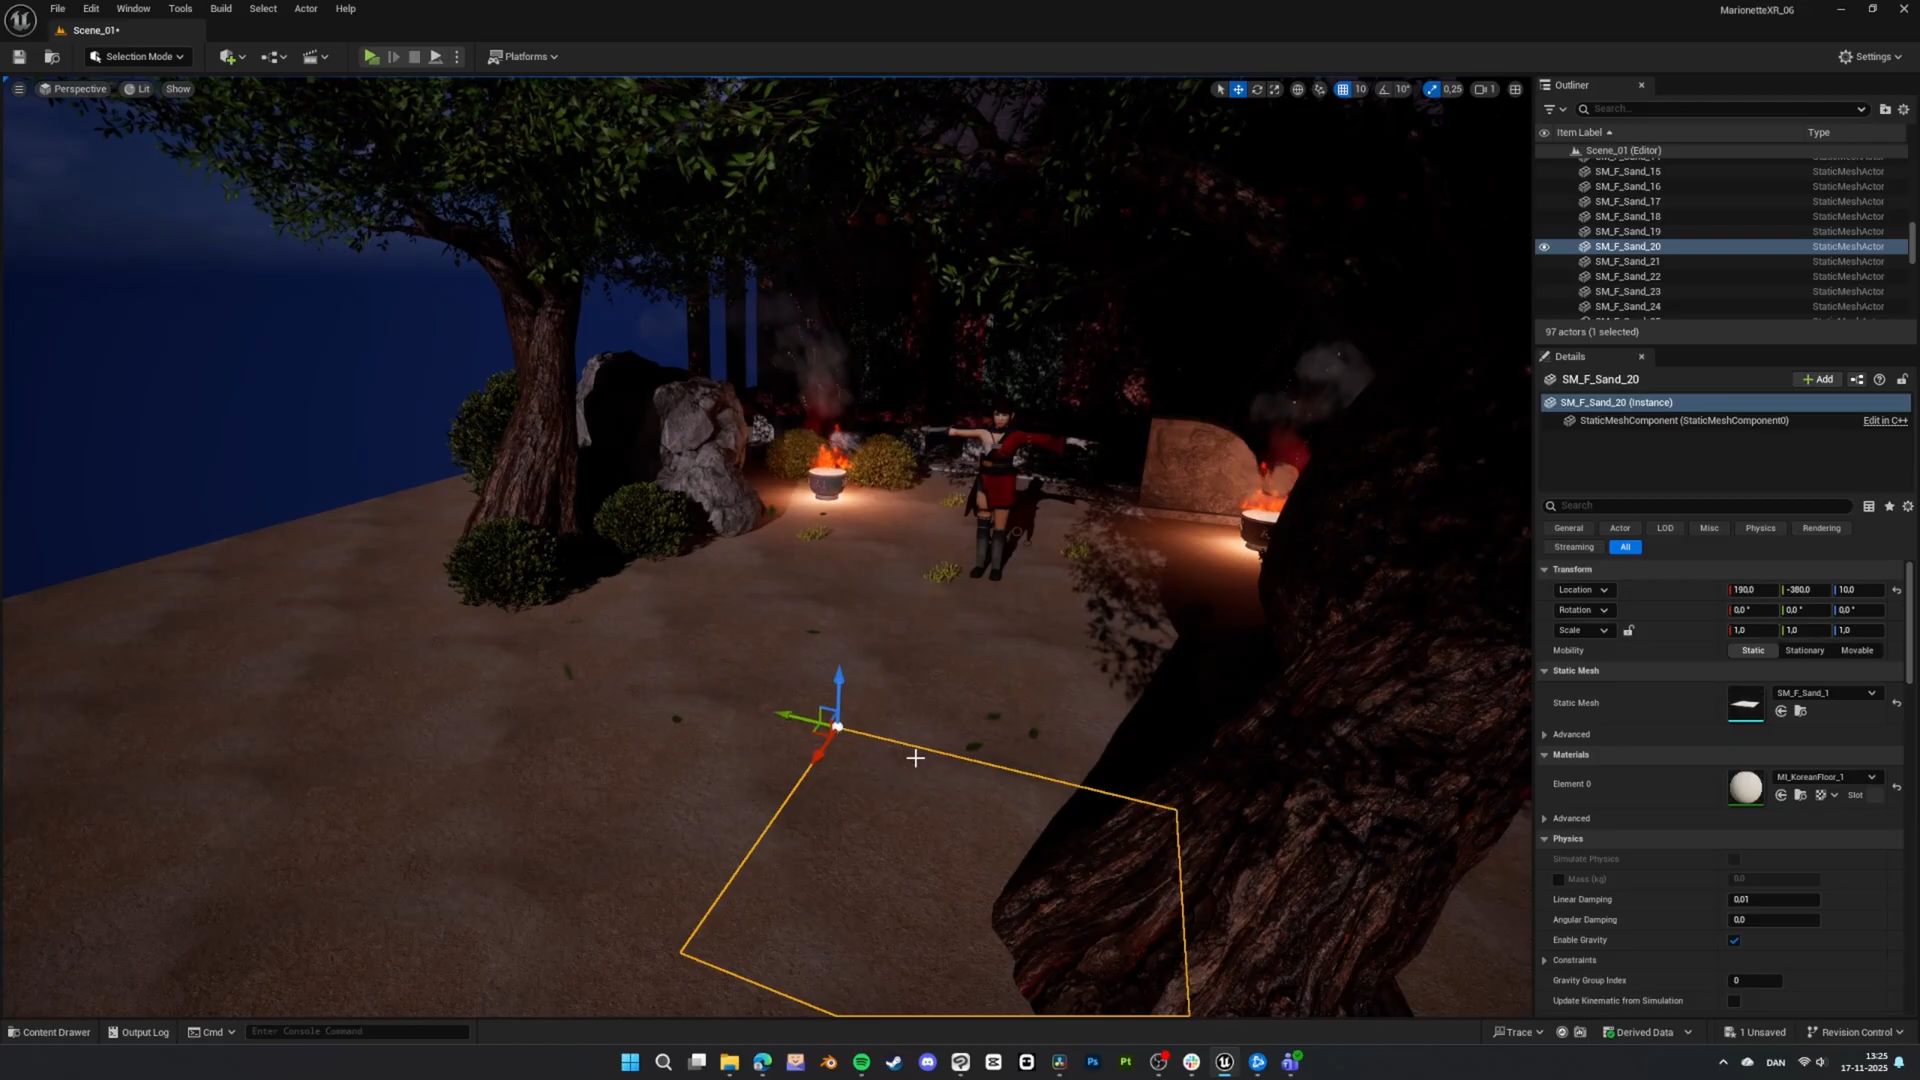 File Edit Window Tools Build Select Actor Help
MarionetteXR_06
Scene_01*
Selection Mode
Platforms
Settings
Perspective Lit Show
10 10° 0,25 1
Outliner
Search...
Item Label Type
Scene_01 (Editor)
SM_F_Sand_15 StaticMeshActor
SM_F_Sand_16 StaticMeshActor
SM_F_Sand_17 StaticMeshActor
SM_F_Sand_18 StaticMeshActor
SM_F_Sand_19 StaticMeshActor
SM_F_Sand_20 StaticMeshActor
SM_F_Sand_21 StaticMeshActor
SM_F_Sand_22 StaticMeshActor
SM_F_Sand_23 StaticMeshActor
SM_F_Sand_24 StaticMeshActor
97 actors (1 selected)
Details
SM_F_Sand_20
+ Add
SM_F_Sand_20 (Instance)
StaticMeshComponent (StaticMeshComponent0) Edit in C++
Search
General Actor LOD Misc Physics Rendering
Streaming All
Transform
Location 190,0 -380,0 10,0
Rotation 0,0 ° 0,0 ° 0,0 °
Scale 1,0 1,0 1,0
Mobility Static Stationary Movable
Static Mesh
Static Mesh SM_F_Sand_1
Advanced
Materials
Element 0 MI_KoreanFloor_1
Slot
Advanced
Physics
Simulate Physics
Mass (kg) 0,0
Linear Damping 0,01
Angular Damping 0,0
Enable Gravity
Constraints
Gravity Group Index 0
Update Kinematic from Simulation
Content Drawer Output Log Cmd Enter Console Command
Trace Derived Data 1 Unsaved Revision Control
Ps Pt
DAN
13:25
17-11-2025